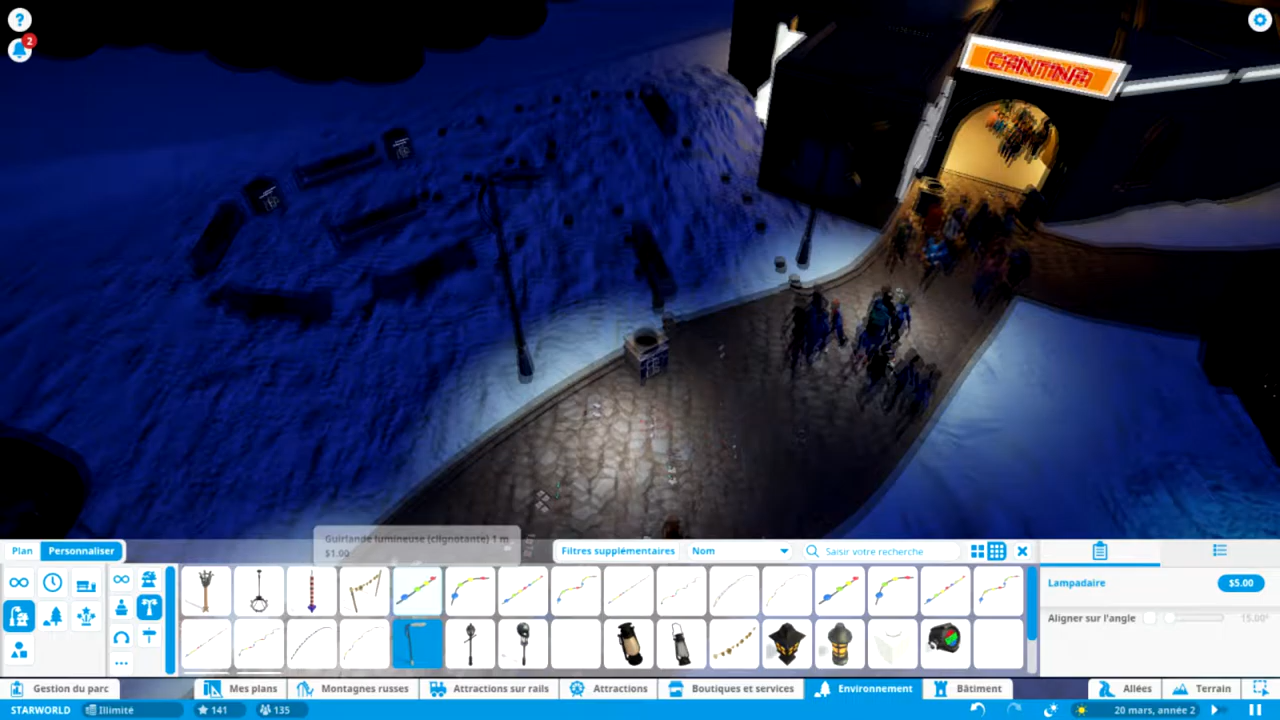 ?
2
CANTINA
Guirlande lumineuse (clignotante) 1 m
$1.00
Plan
Personnaliser
Filtres supplémentaires
Nom
Saisir votre recherche
Lampadaire
$5.00
Aligner sur l'angle
15.00°
Gestion du parc
Mes plans
Montagnes russes
Attractions sur rails
Attractions
Boutiques et services
Environnement
Bâtiment
Allées
Terrain
STARWORLD
Illimité
141
135
20 mars, année 2